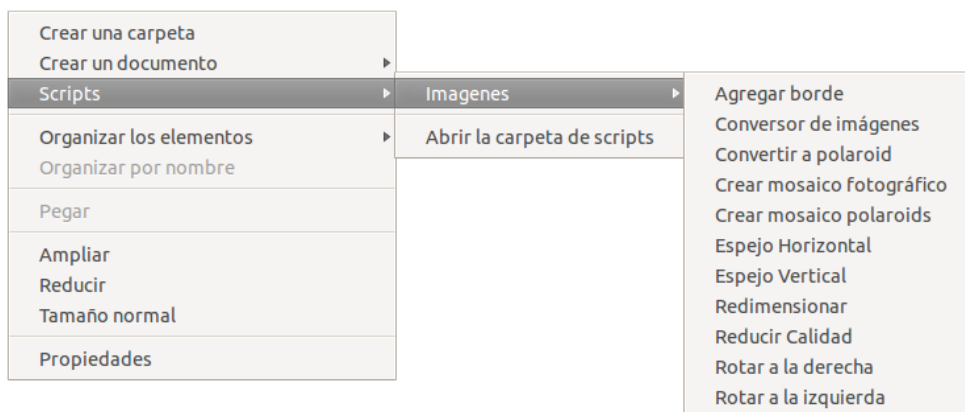 Crear una carpeta
Crear un documento
Scripts
Organizar los elementos
Organizar por nombre
Pegar
Ampliar
Reducir
Tamaño normal
Propiedades
Imagenes
Abrir la carpeta de scripts
Agregar borde
Conversor de imágenes
Convertir a polaroid
Crear mosaico fotográfico
Crear mosaico polaroids
Espejo Horizontal
Espejo Vertical
Redimensionar
Reducir Calidad
Rotar a la derecha
Rotar a la izquierda